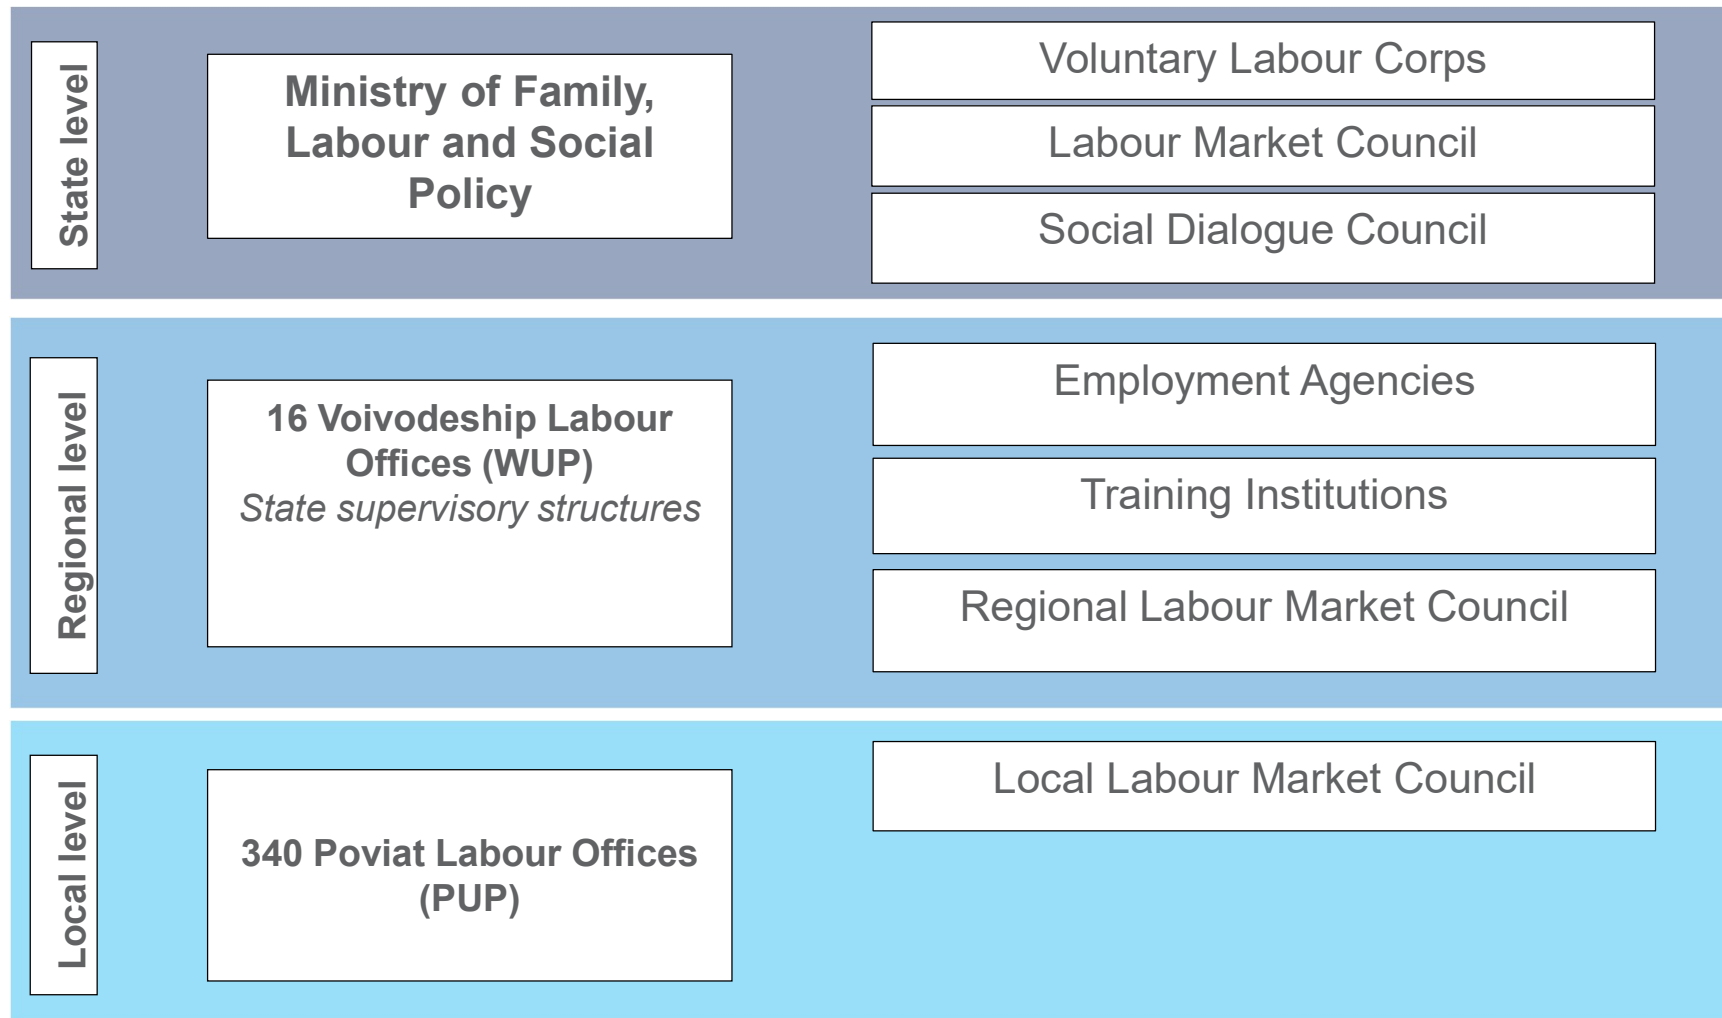 State level
Ministry of Family,
Labour and Social
Policy
Voluntary Labour Corps
Labour Market Council
Social Dialogue Council
Regional level
16 Voivodeship Labour
Offices (WUP)
State supervisory structures
Employment Agencies
Training Institutions
Regional Labour Market Council
Local level
340 Poviat Labour Offices
(PUP)
Local Labour Market Council